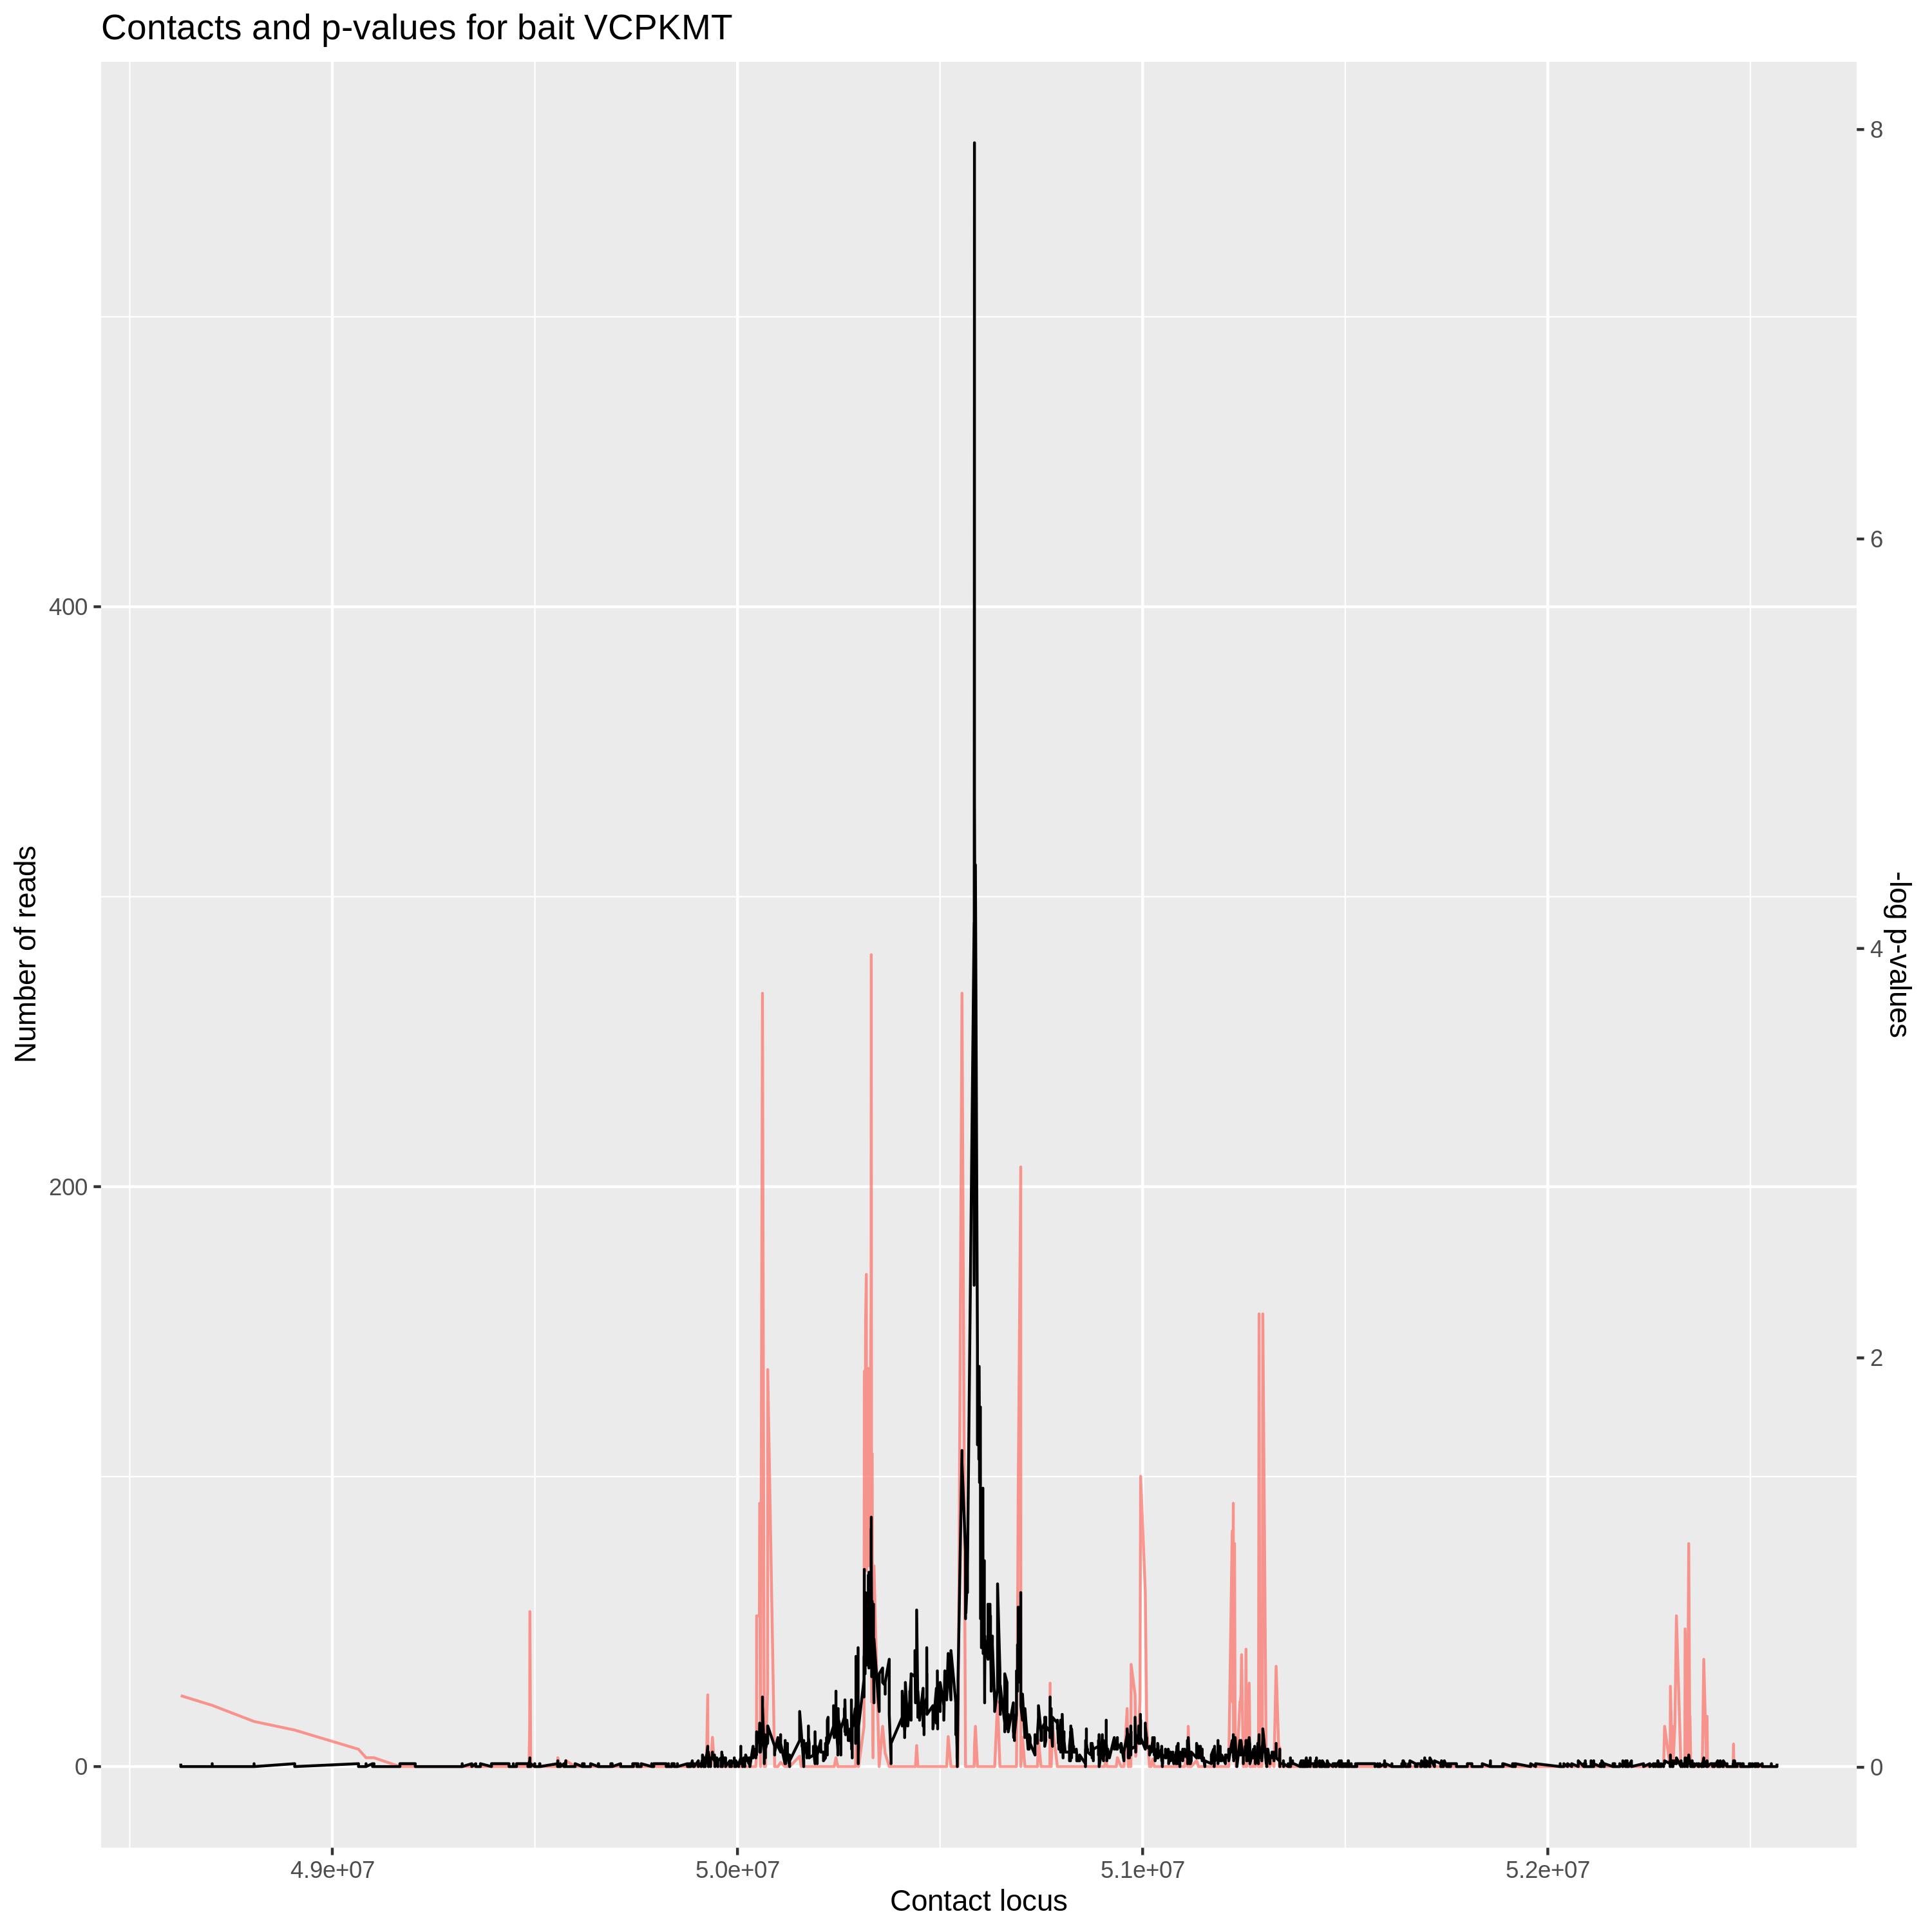 Contacts and p-values for bait VCPKMT
Number of reads
400
200
0
8
6
4
2
0
-log p-values
4.9e+07
5.0e+07
5.1e+07
5.2e+07
Contact locus